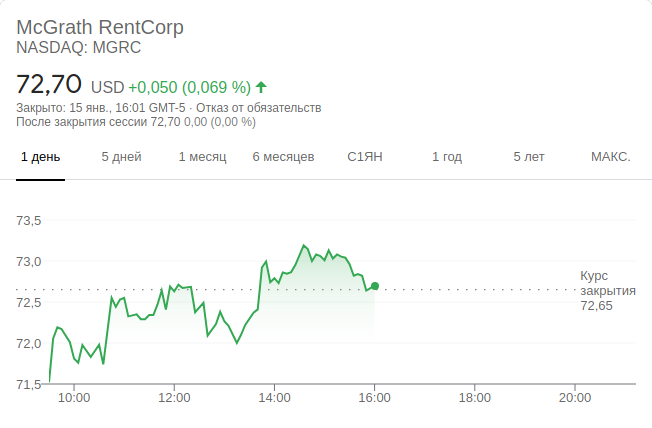 McGrath RentCorp
NASDAQ: MGRC
72,70 USD +0,050 (0,069 %)
Закрыто: 15 янв., 16:01 GMT-5 · Отказ от обязательств
После закрытия сессии 72,70 0,00 (0,00 %)
1 день 5 дней 1 месяц 6 месяцев С1ЯН 1 год 5 лет МАКС.
73,5
73,0
Курс
закрытия
72,65
72,5
72,0
71,5
10:00 12:00 14:00 16:00 18:00 20:00